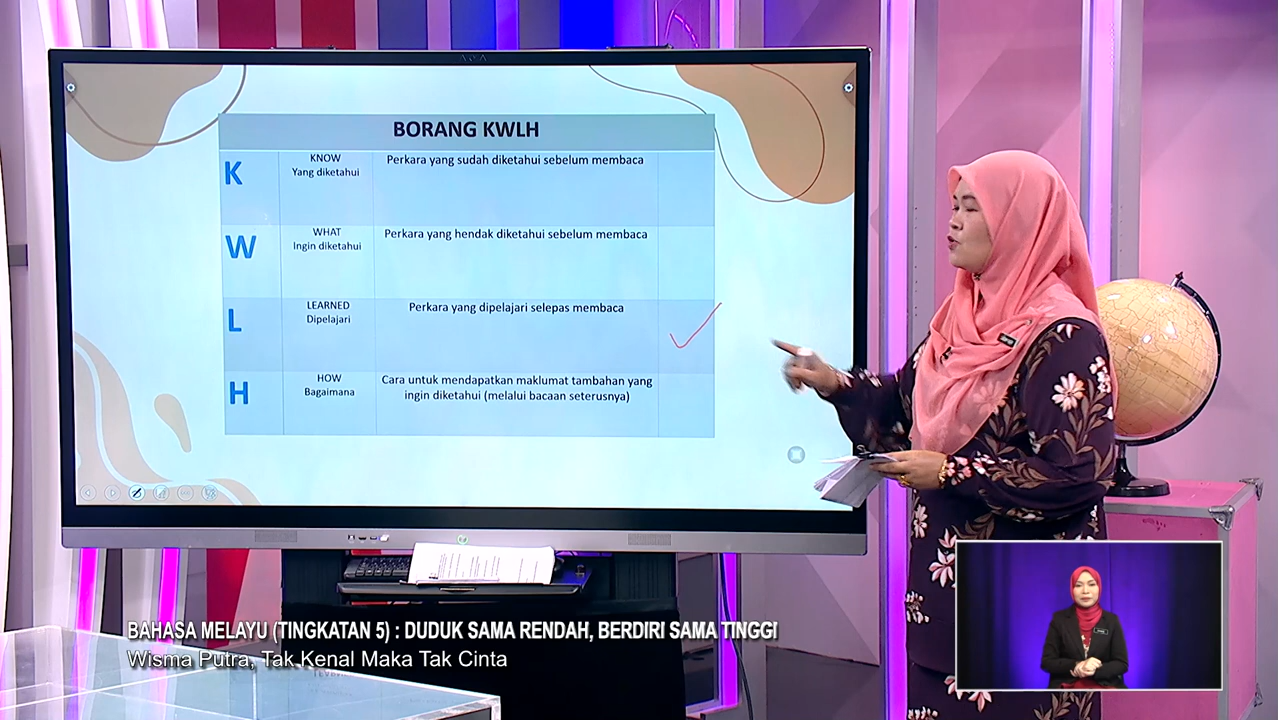 BORANG KWLH
K
KNOW
Yang diketahui
Perkara yang sudah diketahui sebelum membaca
W
WHAT
Ingin diketahui
Perkara yang hendak diketahui sebelum membaca
L
LEARNED
Dipelajari
Perkara yang dipelajari selepas membaca
H
HOW
Bagaimana
Cara untuk mendapatkan maklumat tambahan yang
ingin diketahui (melalui bacaan seterusnya)
BAHASA MELAYU (TINGKATAN 5) : DUDUK SAMA RENDAH, BERDIRI SAMA TINGGI
Wisma Putra, Tak Kenal Maka Tak Cinta